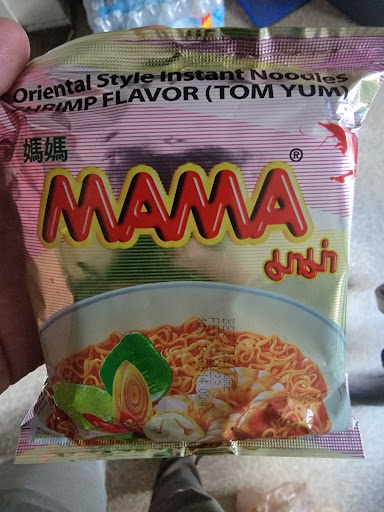 Oriental Style Instant Noodles
SHRIMP FLAVOR (TOM YUM)
媽媽
MAMA®
มาม่า